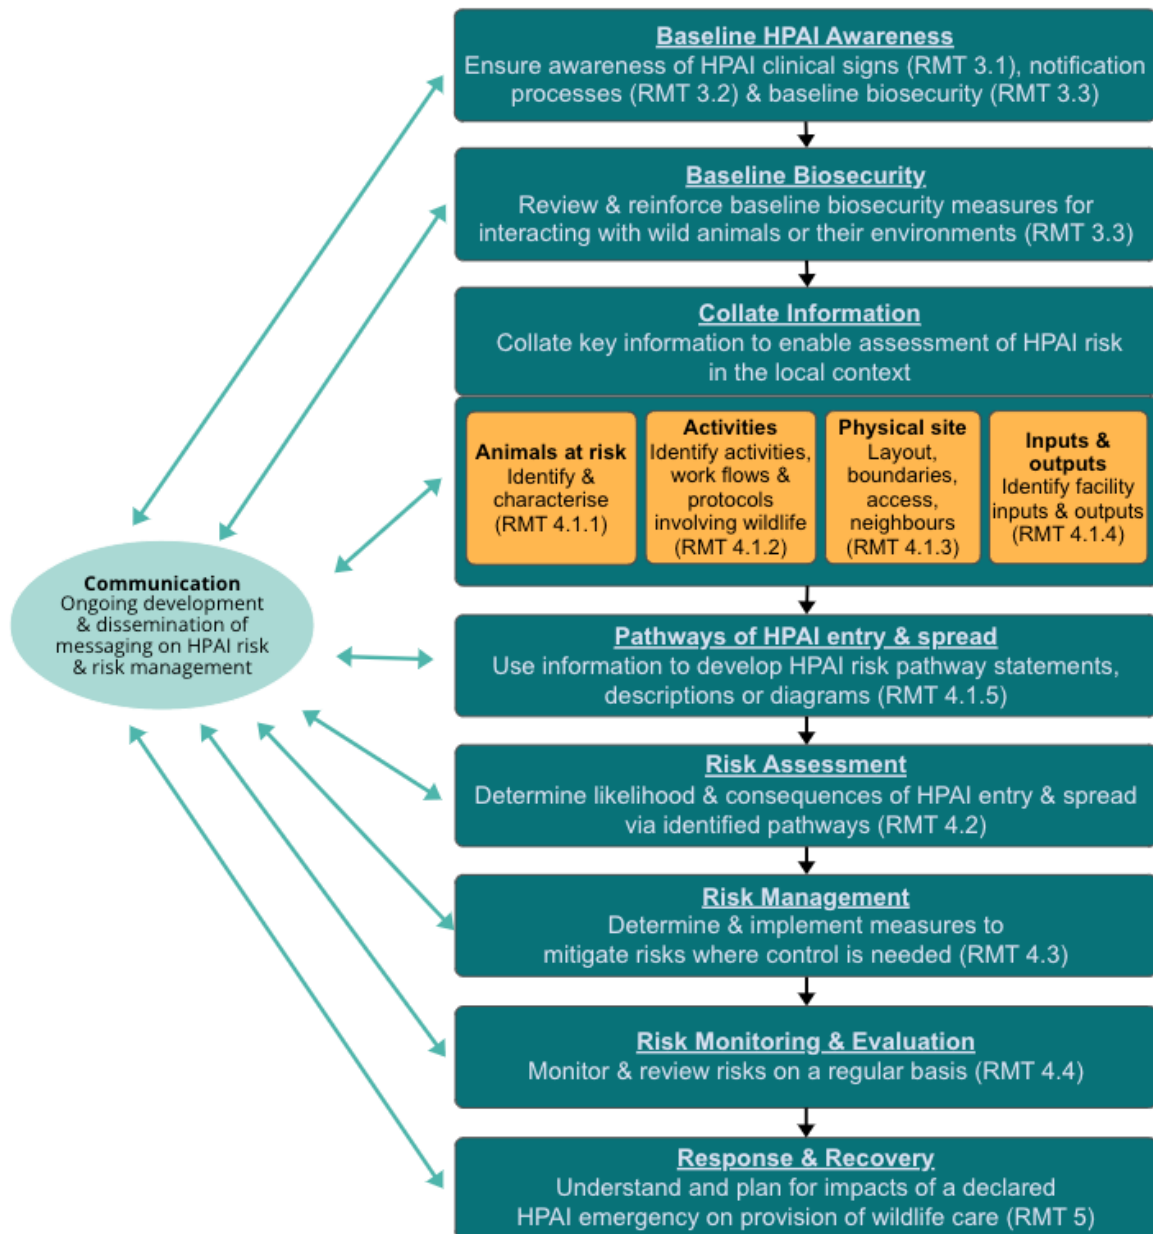 Baseline HPAI Awareness
Ensure awareness of HPAI clinical signs (RMT 3.1), notification
processes (RMT 3.2) & baseline biosecurity (RMT 3.3)
Baseline Biosecurity
Review & reinforce baseline biosecurity measures for
interacting with wild animals or their environments (RMT 3.3)
Collate Information
Collate key information to enable assessment of HPAI risk
in the local context
Animals at risk
Identify &
characterise
(RMT 4.1.1)
Activities
Identify activities,
work flows &
protocols
involving wildlife
(RMT 4.1.2)
Physical site
Layout,
boundaries,
access,
neighbours
(RMT 4.1.3)
Inputs &
outputs
Identify facility
inputs & outputs
(RMT 4.1.4)
Communication
Ongoing development
& dissemination of
messaging on HPAI risk
& risk management
Pathways of HPAI entry & spread
Use information to develop HPAI risk pathway statements,
descriptions or diagrams (RMT 4.1.5)
Risk Assessment
Determine likelihood & consequences of HPAI entry & spread
via identified pathways (RMT 4.2)
Risk Management
Determine & implement measures to
mitigate risks where control is needed (RMT 4.3)
Risk Monitoring & Evaluation
Monitor & review risks on a regular basis (RMT 4.4)
Response & Recovery
Understand and plan for impacts of a declared
HPAI emergency on provision of wildlife care (RMT 5)